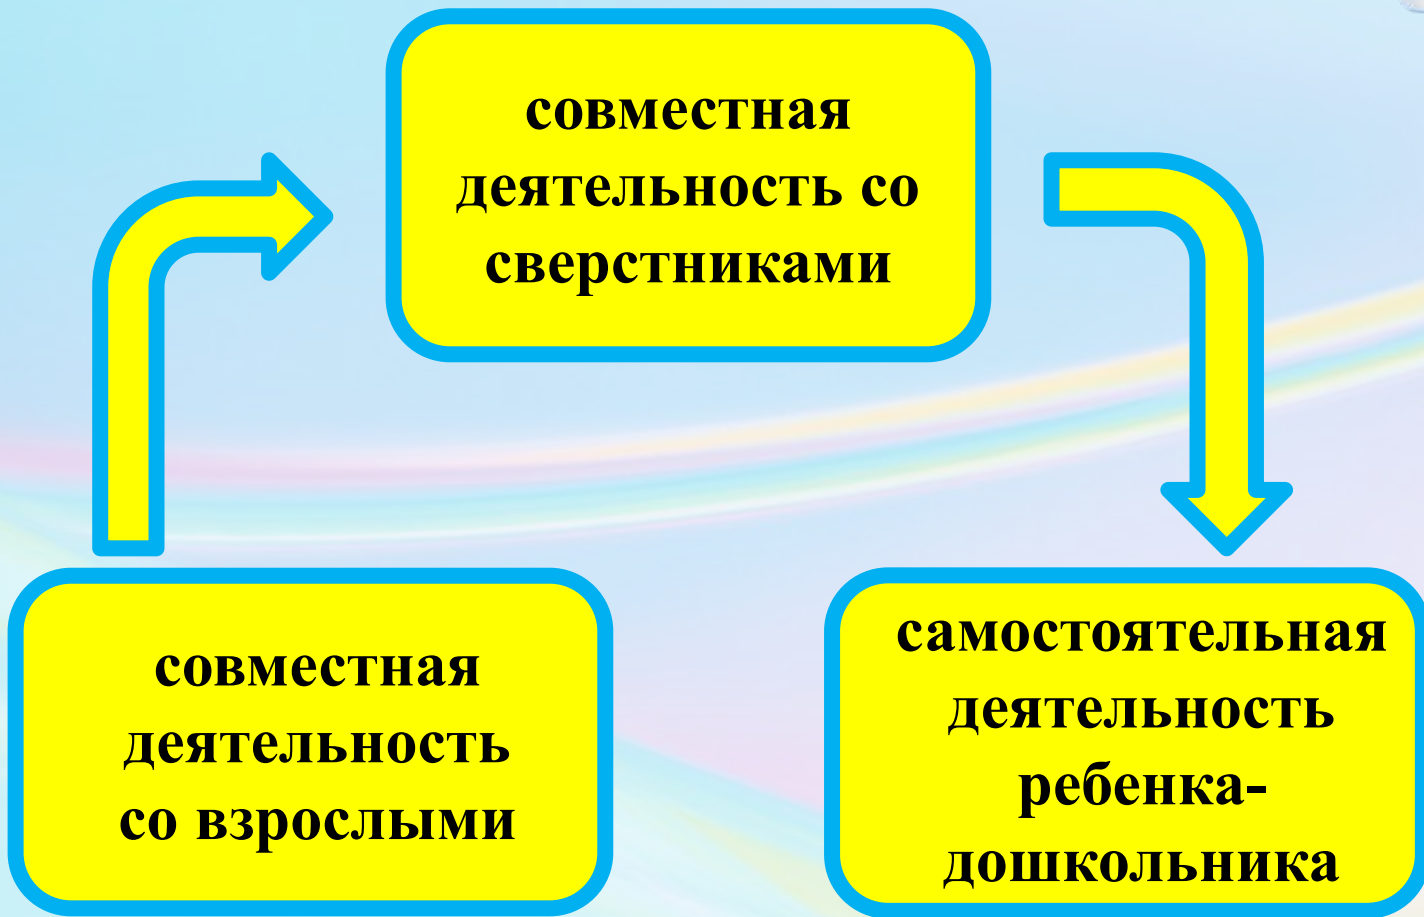 совместная
деятельность со
сверстниками
совместная
деятельность
со взрослыми
самостоятельная
деятельность
ребенка-
дошкольника